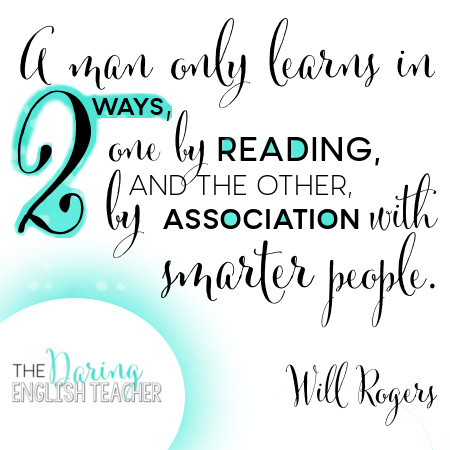 A man only learns in
2 WAYS,
one by READING,
AND THE OTHER,
by ASSOCIATION with
smarter people.
THE Daring
ENGLISH TEACHER
Will Rogers